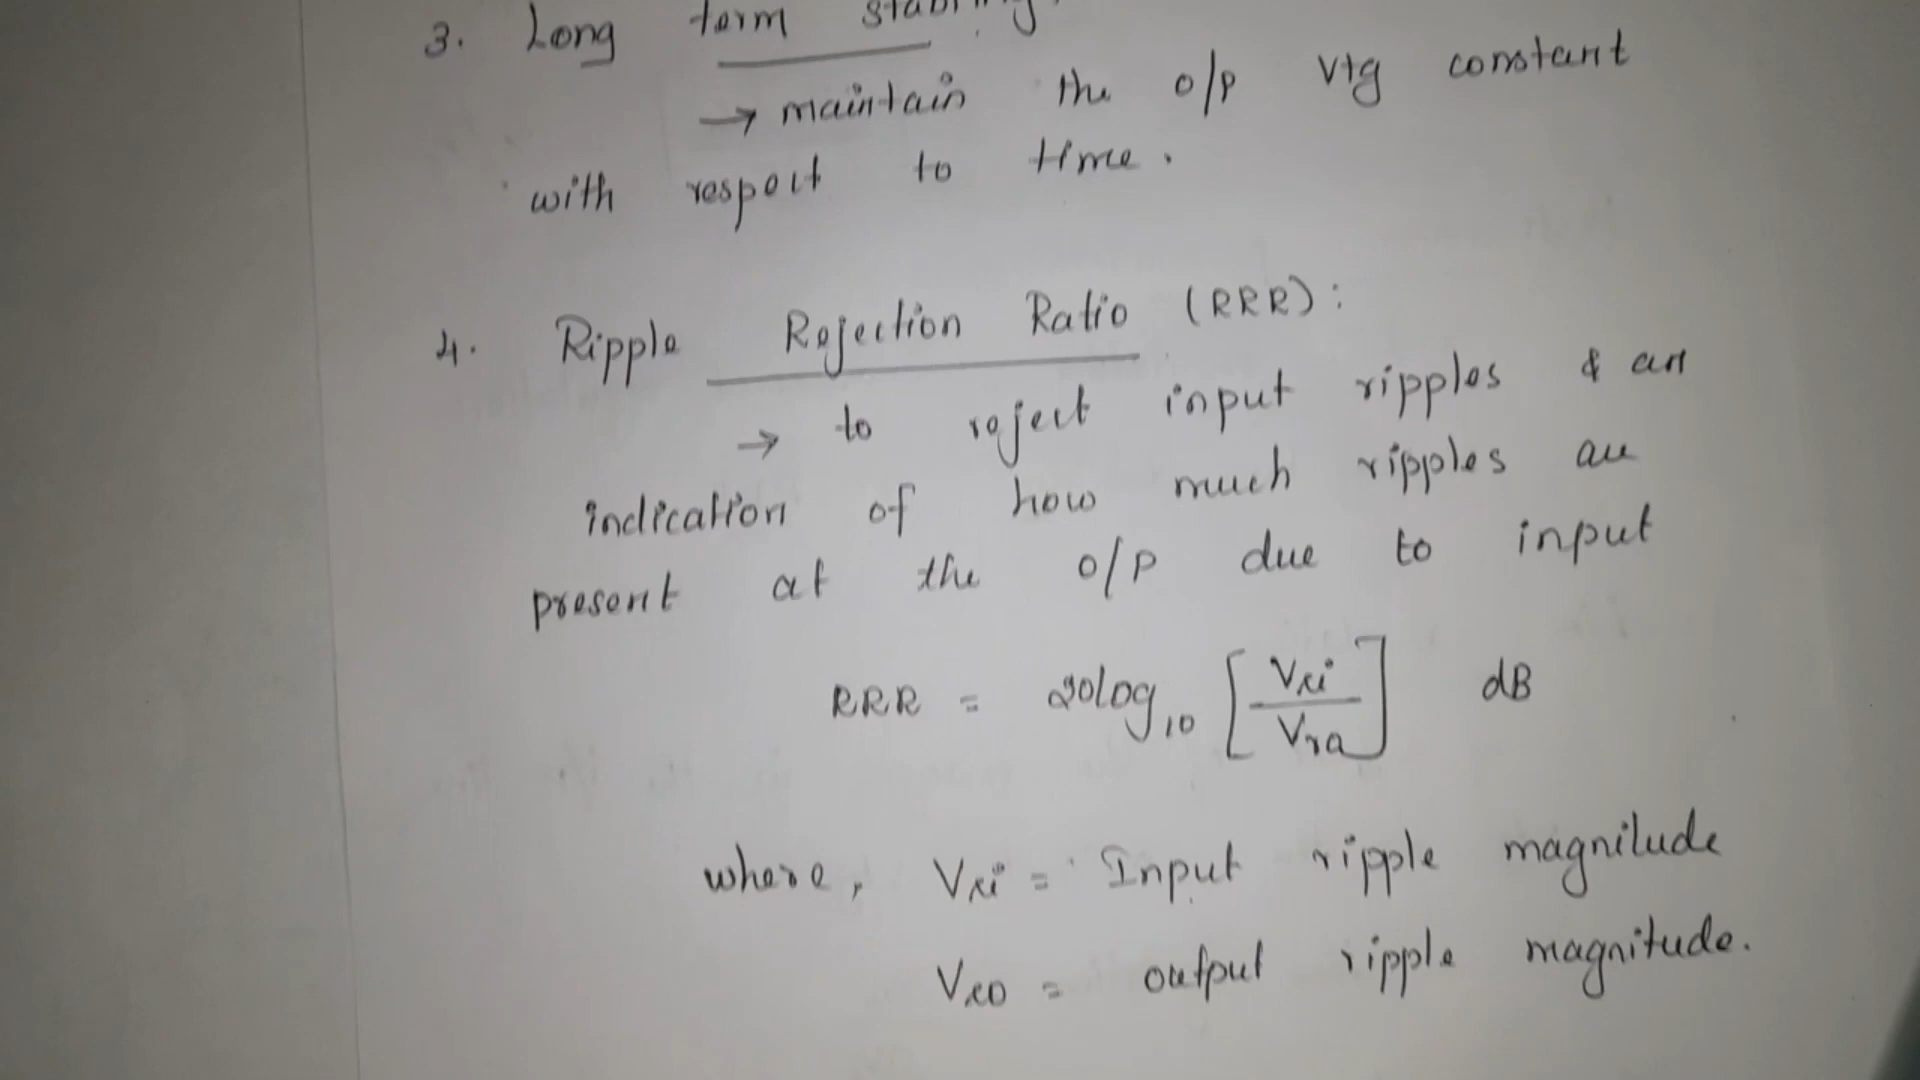 3. Long term stability.
→ maintain the o/p vtg constant
with respect to time.
4. Ripple Rejection Ratio (RRR):
→ to reject input ripples & an
indication of how much ripples are
present at the o/p due to input
RRR = 20log₁₀ [Vri / Vro] dB
where, Vri = Input ripple magnitude
Vro = output ripple magnitude.